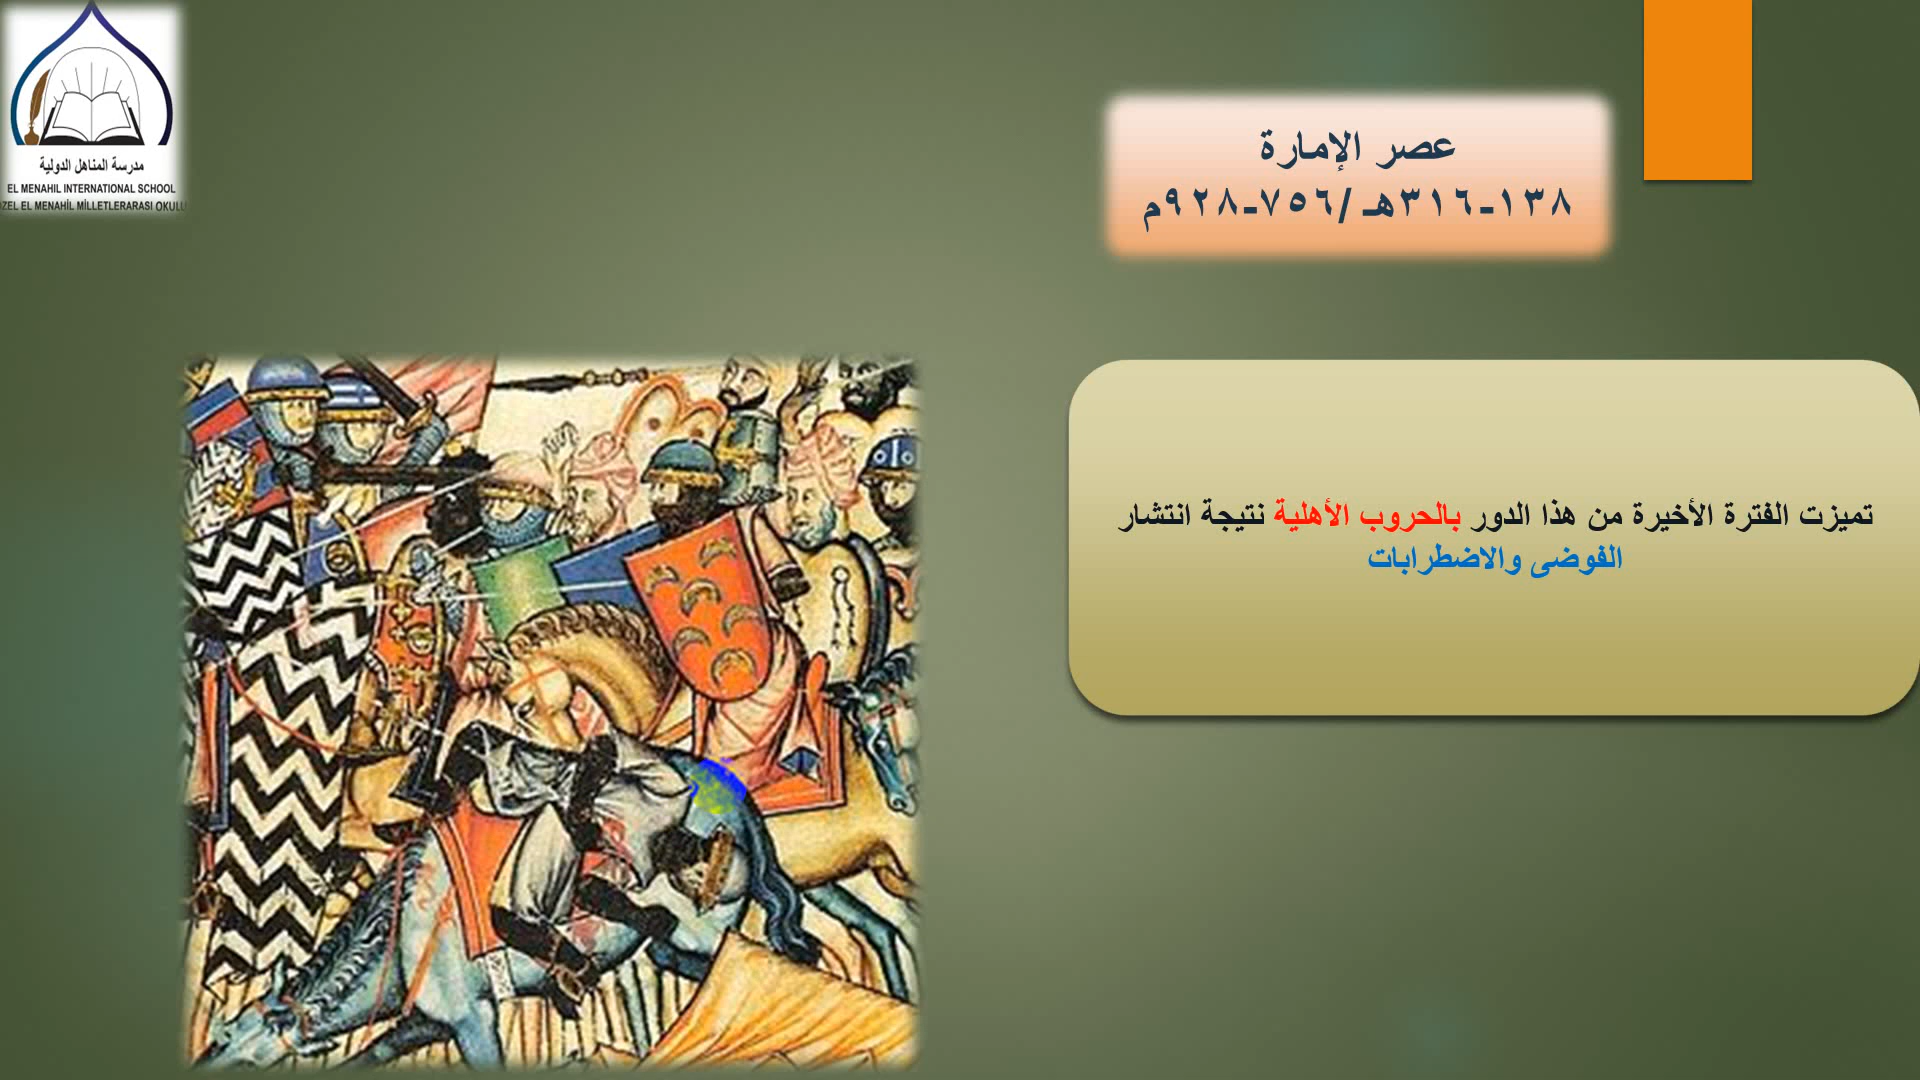 مدرسة المناهل الدولية
EL MENAHIL INTERNATIONAL SCHOOL
ZEL EL MENAHİL MİLLETLERARASI OKULU
عصر الإمارة
١٣٨-٣١٦هـ /٧٥٦-٩٢٨م
تميزت الفترة الأخيرة من هذا الدور بالحروب الأهلية نتيجة انتشار
الفوضى والاضطرابات